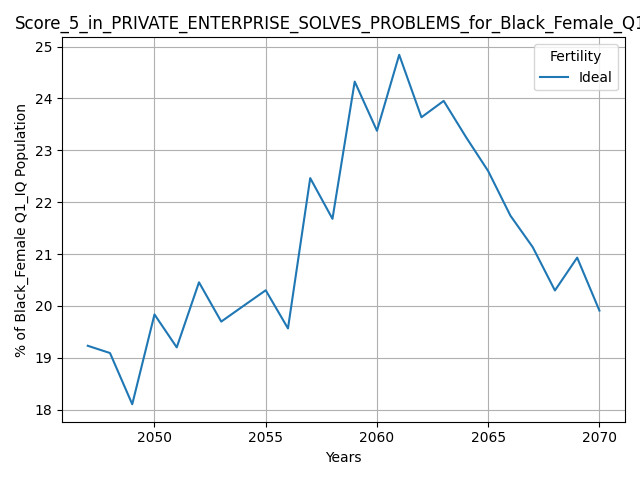 Score_5_in_PRIVATE_ENTERPRISE_SOLVES_PROBLEMS_for_Black_Female_Q1
25
24
23
22
21
20
19
18
% of Black_Female Q1_IQ Population
Fertility
Ideal
2050
2055
2060
2065
2070
Years